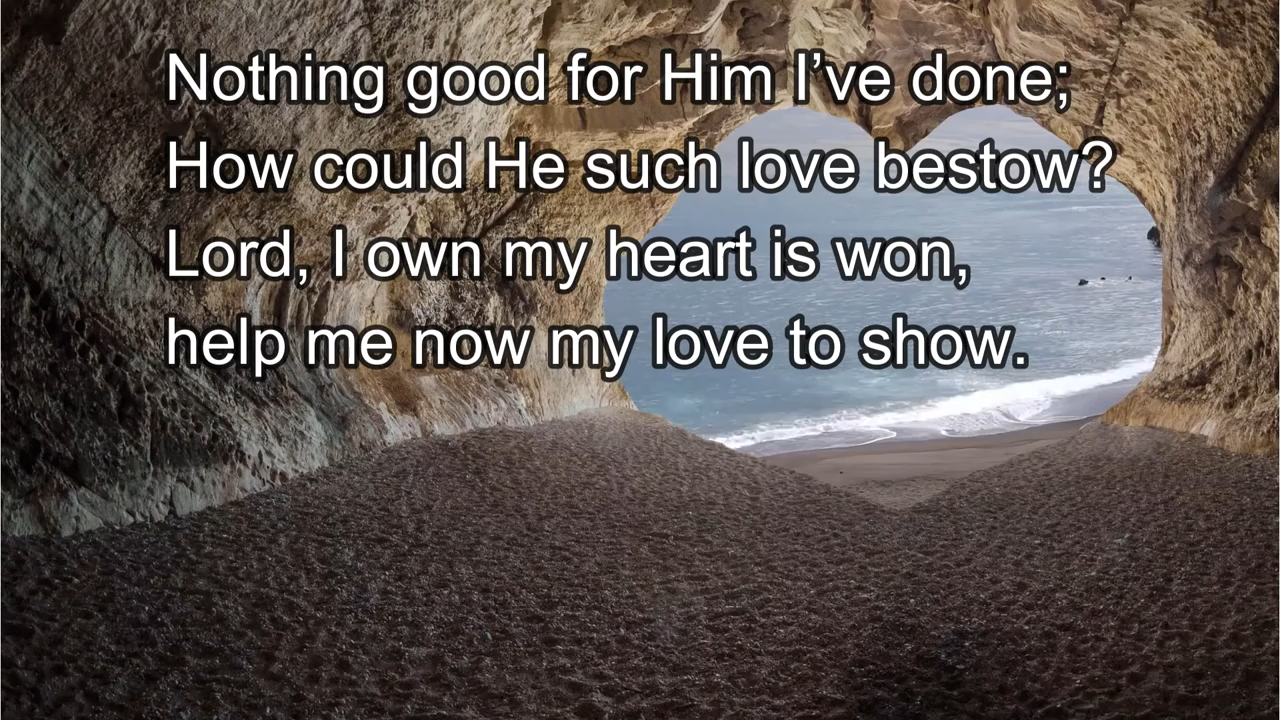 Nothing good for Him I’ve done;
How could He such love bestow?
Lord, I own my heart is won,
help me now my love to show.